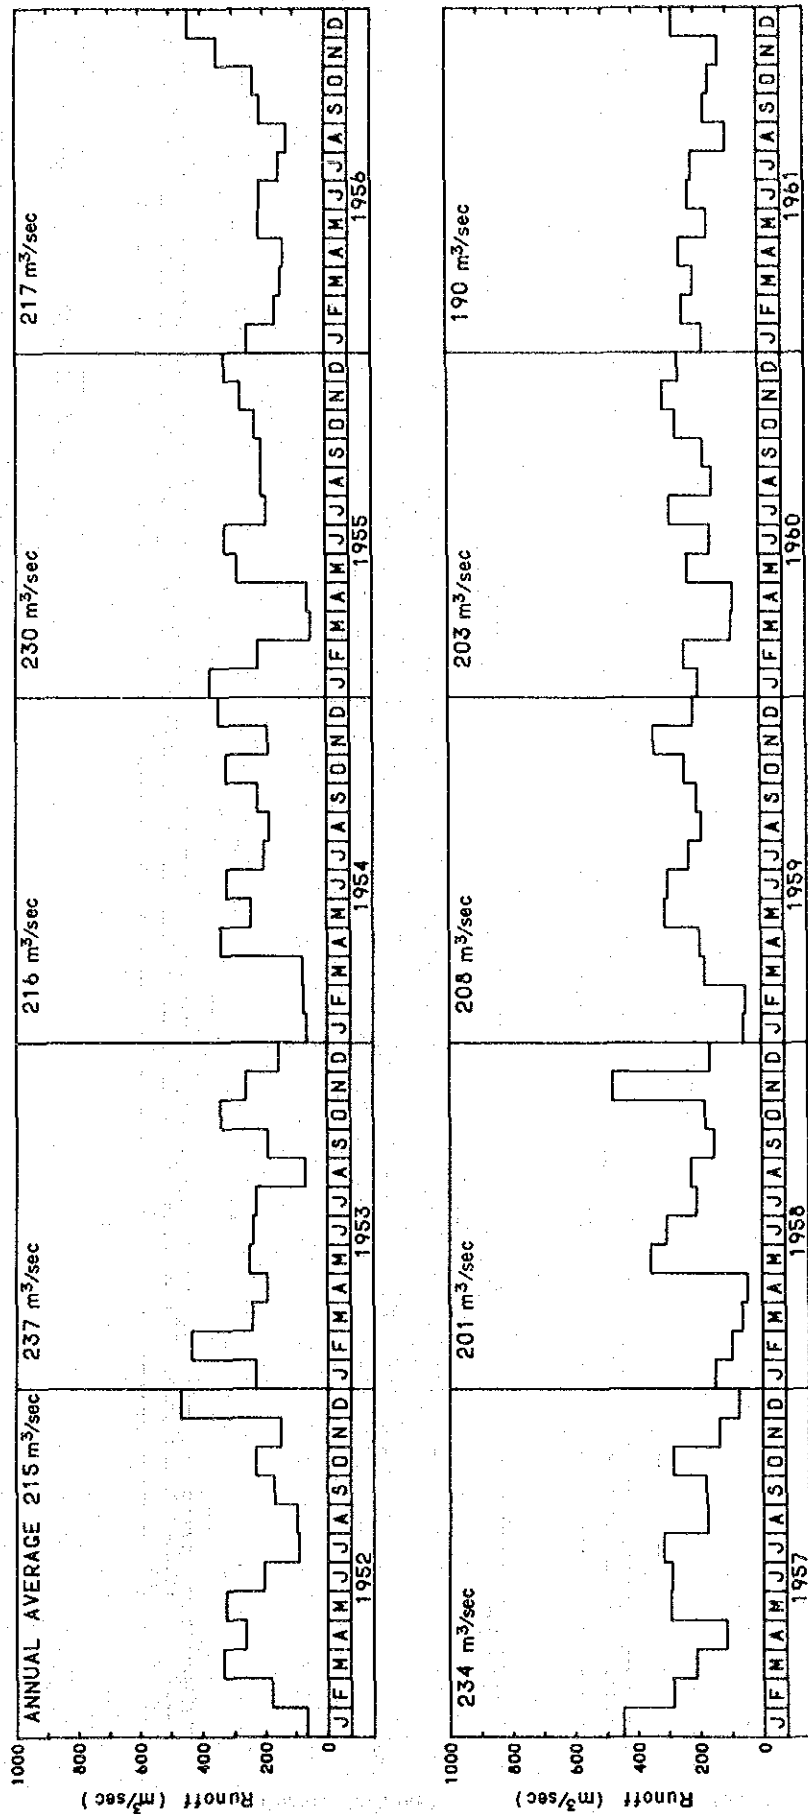 ANNUAL AVERAGE 215 m³/sec
237 m³/sec
216 m³/sec
230 m³/sec
217 m³/sec
1000
800
600
400
200
0
Runoff (m³/sec)
J F M A M J J A S O N D
J F M A M J J A S O N D
J F M A M J J A S O N D
J F M A M J J A S O N D
J F M A M J J A S O N D
1952
1953
1954
1955
1956
234 m³/sec
201 m³/sec
208 m³/sec
203 m³/sec
190 m³/sec
1000
800
600
400
200
0
Runoff (m³/sec)
J F M A M J J A S O N D
J F M A M J J A S O N D
J F M A M J J A S O N D
J F M A M J J A S O N D
J F M A M J J A S O N D
1957
1958
1959
1960
1961